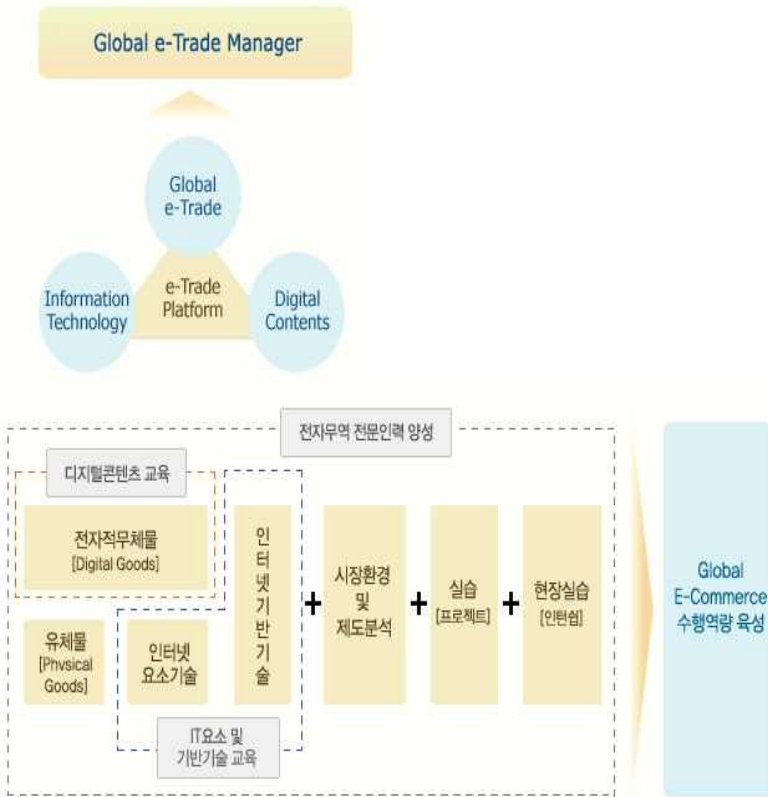 Global e-Trade Manager
Global
e-Trade
Information
Technology
e-Trade
Platform
Digital
Contents
전자무역 전문인력 양성
디지털콘텐츠 교육
전자적무체물
[Digital Goods]
유체물
[Physical
Goods]
인터넷
요소기술
인
터
넷
기
반
기
술
IT요소 및
기반기술 교육
+
시장환경
및
제도분석
+
실습
[프로젝트]
+
현장실습
[인턴쉽]
Global
E-Commerce
수행역량 육성